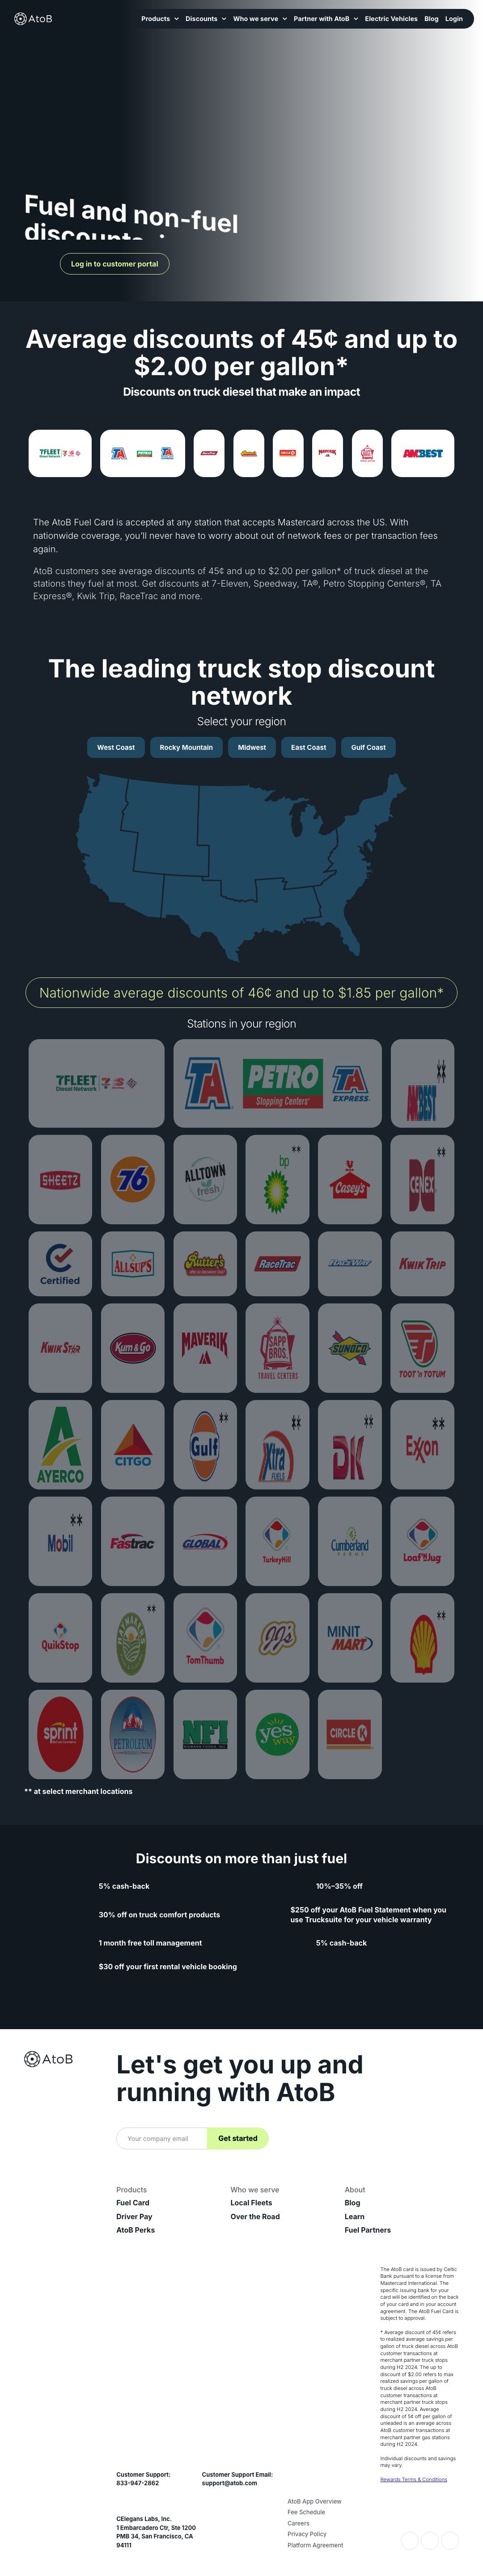 AtoB
Products Discounts Who we serve Partner with AtoB Electric Vehicles Blog Login
Fuel and non-fuel
discounts
Log in to customer portal
Average discounts of 45¢ and up to
$2.00 per gallon*
Discounts on truck diesel that make an impact
7FLEET Diesel Network
TA PETRO TA
RaceTrac
CIRCLE K
MAVERIK
AMBEST
The AtoB Fuel Card is accepted at any station that accepts Mastercard across the US. With
nationwide coverage, you'll never have to worry about out of network fees or per transaction fees
again.
AtoB customers see average discounts of 45¢ and up to $2.00 per gallon* of truck diesel at the
stations they fuel at most. Get discounts at 7-Eleven, Speedway, TA®, Petro Stopping Centers®, TA
Express®, Kwik Trip, RaceTrac and more.
The leading truck stop discount
network
Select your region
West Coast Rocky Mountain Midwest East Coast Gulf Coast
Nationwide average discounts of 46¢ and up to $1.85 per gallon*
Stations in your region
7FLEET Diesel Network
TA PETRO Stopping Centers TA EXPRESS
AMBEST **
SHEETZ
76
ALLTOWN fresh
bp **
Casey's
CENEX **
Certified
ALLSUP'S
Rutter's
RaceTrac
RaceWay
KWIK TRIP
KWIK STAR
Kum & Go
MAVERIK
SAPP BROS. TRAVEL CENTERS
SUNOCO
TOOT 'n TOTUM
AYERCO
CITGO
Gulf **
Xtra FUELS **
DK **
Exxon **
Mobil **
Fastrac
GLOBAL
TurkeyHill
Cumberland FARMS
Loaf'N Jug
QuikStop
HAYMAKER'S **
TomThumb
JJ's
MINIT MART
**
sprint
PETROLEUM
NFI
yes way
CIRCLE K
** at select merchant locations
Discounts on more than just fuel
5% cash-back
10%–35% off
30% off on truck comfort products
$250 off your AtoB Fuel Statement when you
use Trucksuite for your vehicle warranty
1 month free toll management
5% cash-back
$30 off your first rental vehicle booking
AtoB
Let's get you up and
running with AtoB
Your company email
Get started
Products
Fuel Card
Driver Pay
AtoB Perks
Who we serve
Local Fleets
Over the Road
About
Blog
Learn
Fuel Partners
The AtoB card is issued by Celtic
Bank pursuant to a license from
Mastercard International. The
specific issuing bank for your
card will be identified on the back
of your card and in your account
agreement. The AtoB Fuel Card is
subject to approval.
* Average discount of 45¢ refers
to realized average savings per
gallon of truck diesel across AtoB
customer transactions at
merchant partner truck stops
during H2 2024. The up to
discount of $2.00 refers to max
realized savings per gallon of
truck diesel across AtoB
customer transactions at
merchant partner truck stops
during H2 2024. Average
discount of 5¢ off per gallon of
unleaded is an average across
AtoB customer transactions at
merchant partner gas stations
during H2 2024.
Individual discounts and savings
may vary.
Rewards Terms & Conditions
Customer Support:
833-947-2862
Customer Support Email:
support@atob.com
CElegans Labs, Inc.
1 Embarcadero Ctr, Ste 1200
PMB 34, San Francisco, CA
94111
AtoB App Overview
Fee Schedule
Careers
Privacy Policy
Platform Agreement